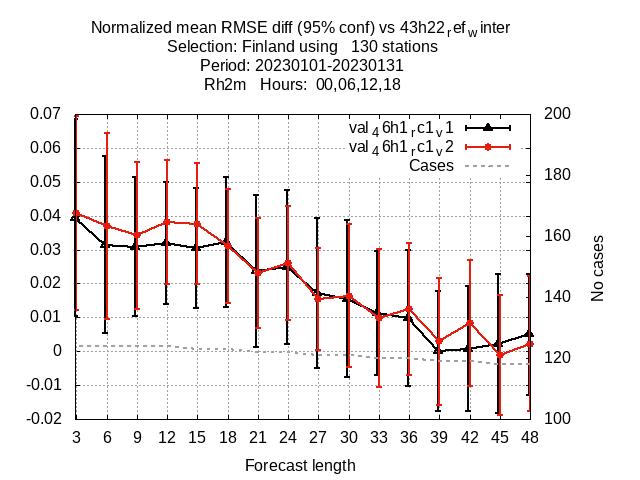 Normalized mean RMSE diff (95% conf) vs 43h22refwinter
Selection: Finland using 130 stations
Period: 20230101-20230131
Rh2m Hours: 00,06,12,18
0.07
0.06
0.05
0.04
0.03
0.02
0.01
0
-0.01
-0.02
200
180
160
140
120
100
val46h1rc1v1
val46h1rc1v2
Cases
No cases
3 6 9 12 15 18 21 24 27 30 33 36 39 42 45 48
Forecast length